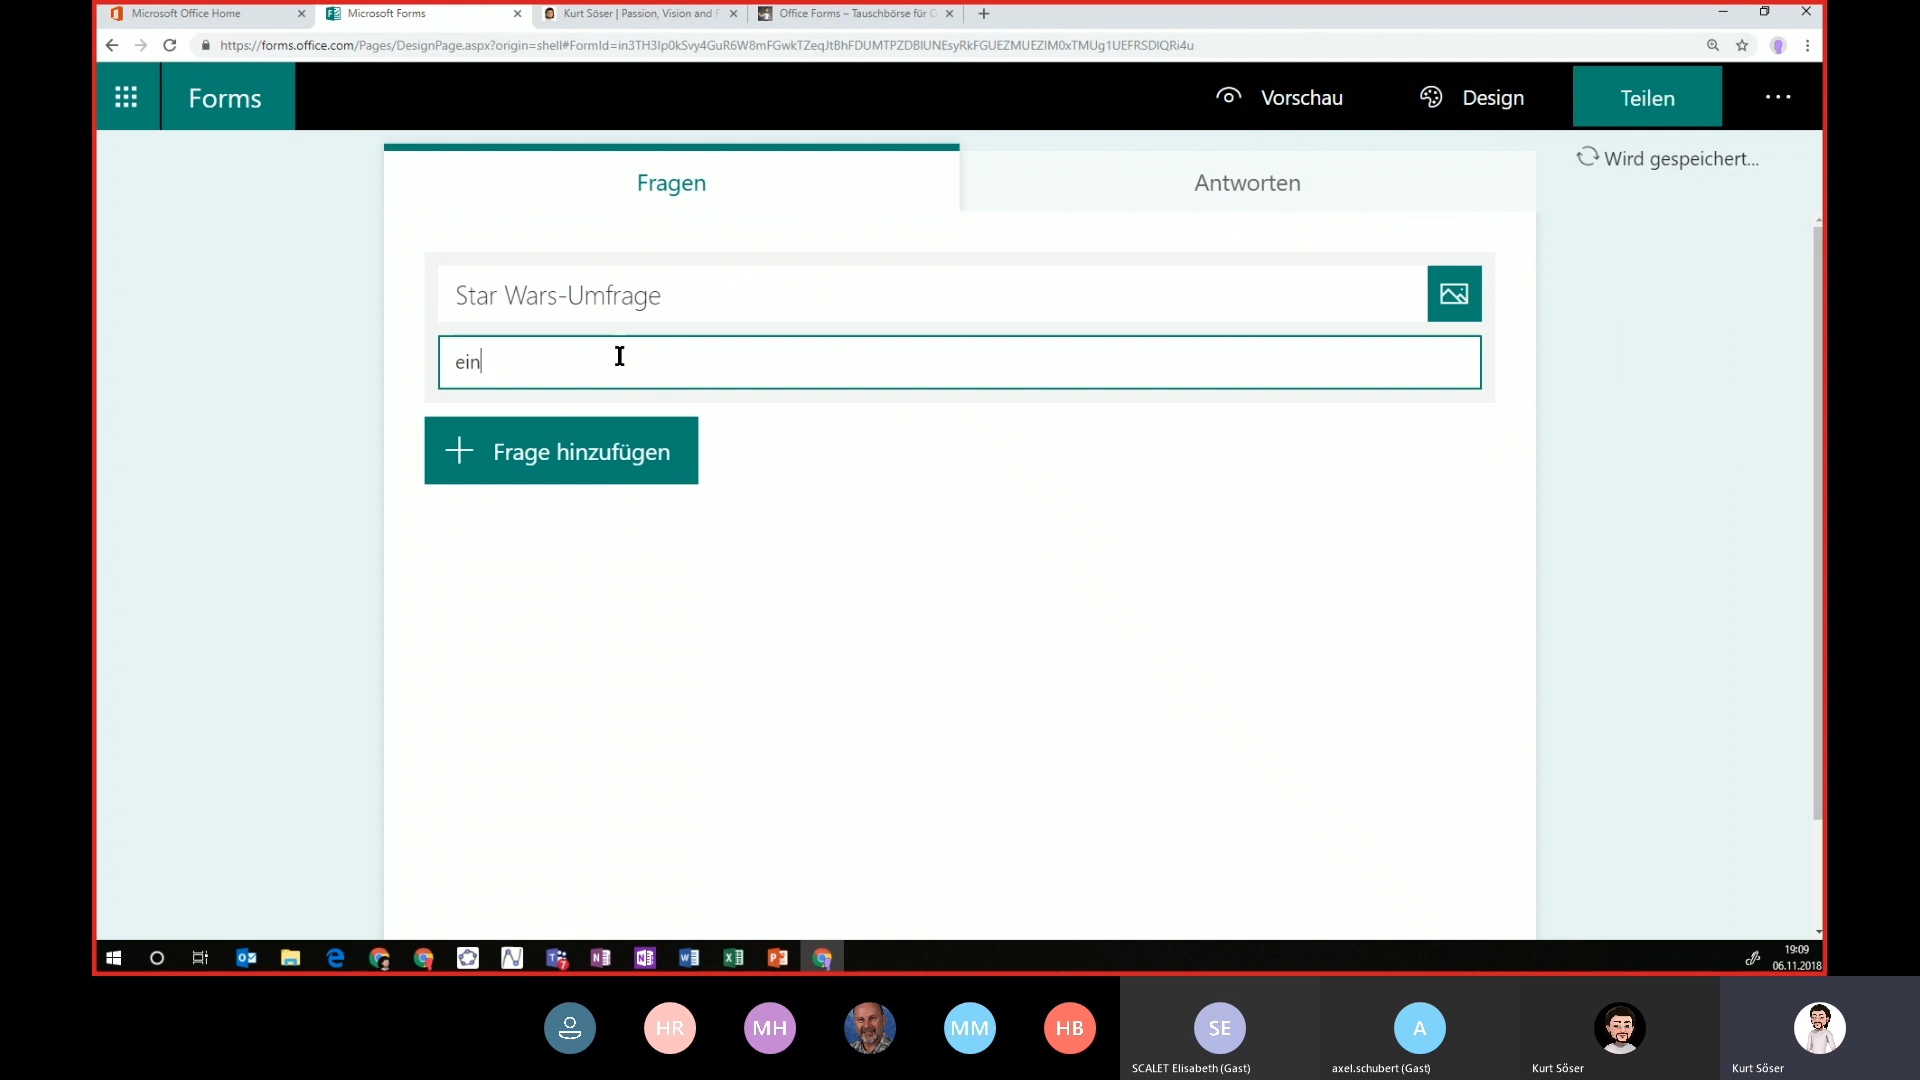 Microsoft Office Home
Microsoft Forms
Kurt Söser | Passion, Vision and F
Office Forms – Tauschbörse für O
https://forms.office.com/Pages/DesignPage.aspx?origin=shell#FormId=in3TH3Ip0kSvy4GuR6W8mFGwkTZeqJtBhFDUMTPZDBIUNEsyRkFGUEZMUEZIM0xTMUg1UEFRSDlQRi4u
Forms
Vorschau
Design
Teilen
Wird gespeichert...
Fragen
Antworten
Star Wars-Umfrage
ein
Frage hinzufügen
19:09
06.11.2018
HR
MH
MM
HB
SE
A
SCALET Elisabeth (Gast)
axel.schubert (Gast)
Kurt Söser
Kurt Söser